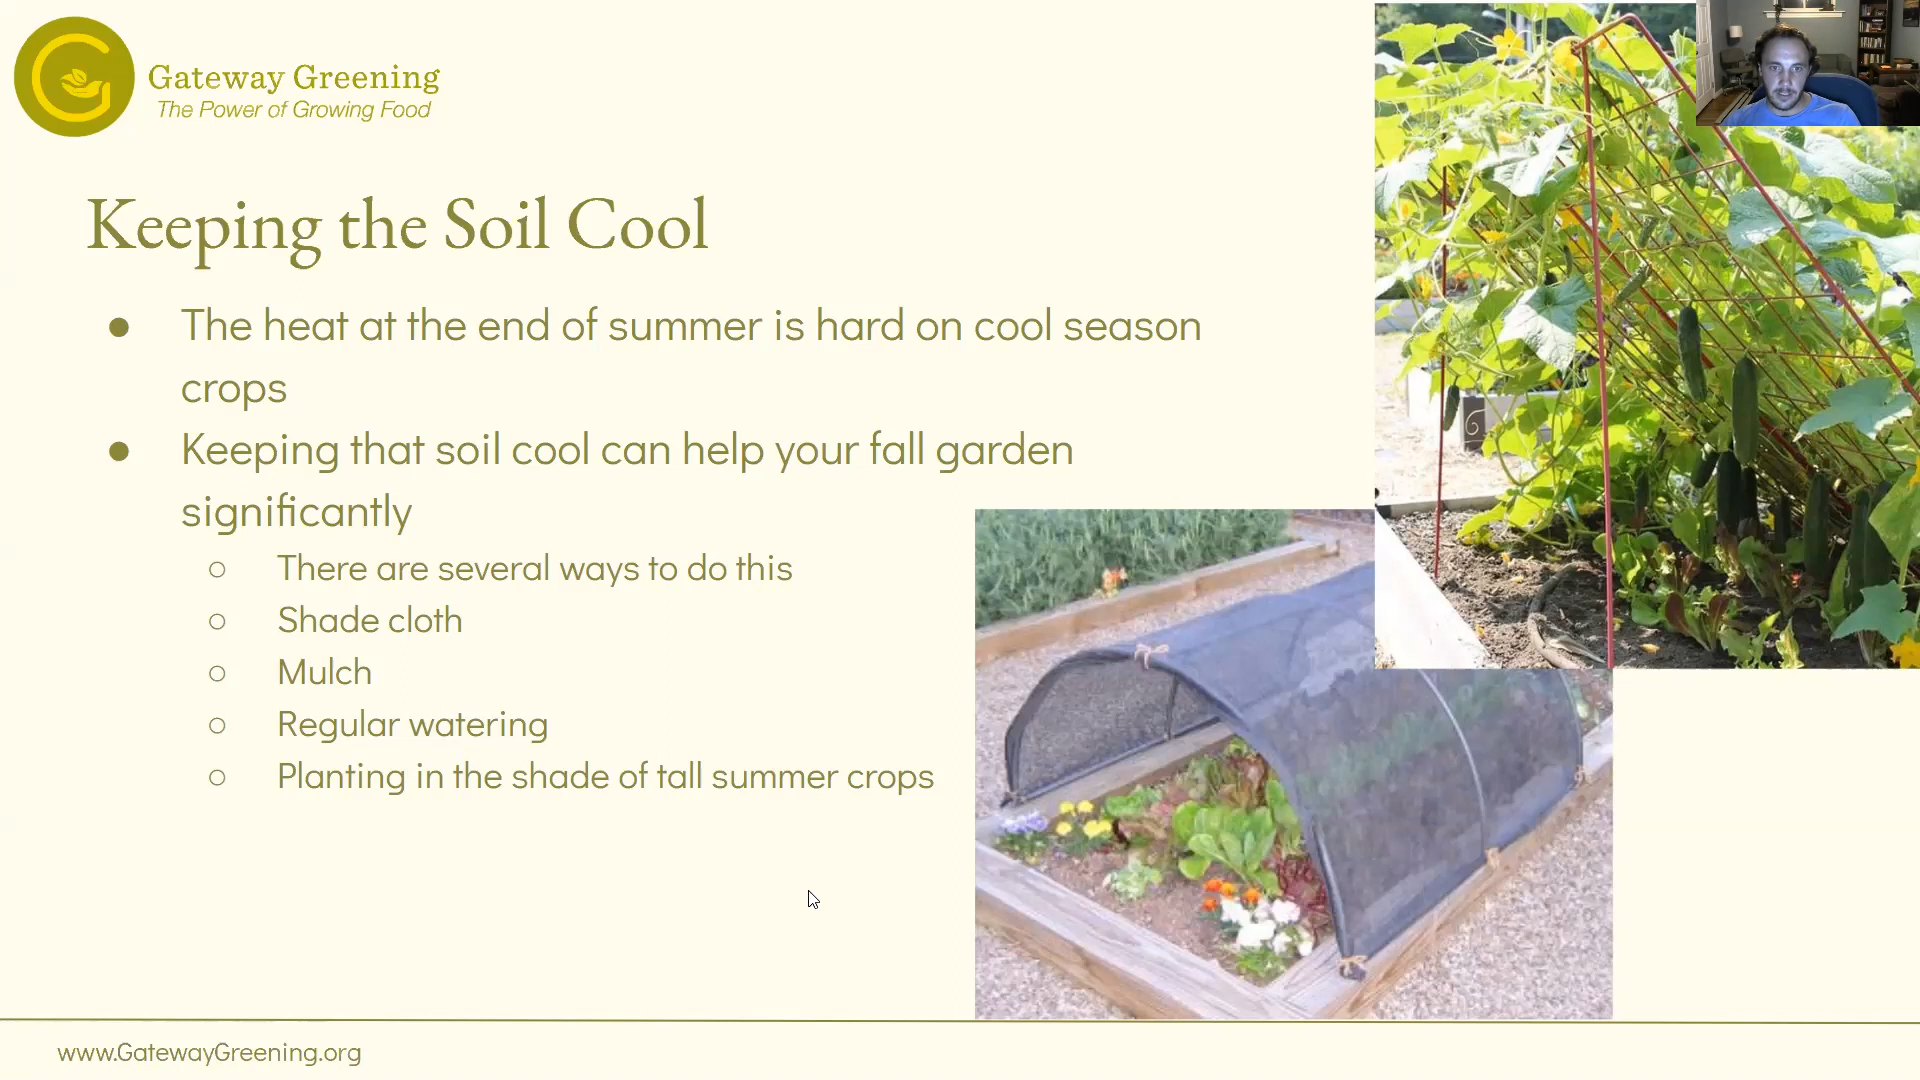 Gateway Greening
The Power of Growing Food
Keeping the Soil Cool
● The heat at the end of summer is hard on cool season
crops
● Keeping that soil cool can help your fall garden
significantly
○ There are several ways to do this
○ Shade cloth
○ Mulch
○ Regular watering
○ Planting in the shade of tall summer crops
www.GatewayGreening.org